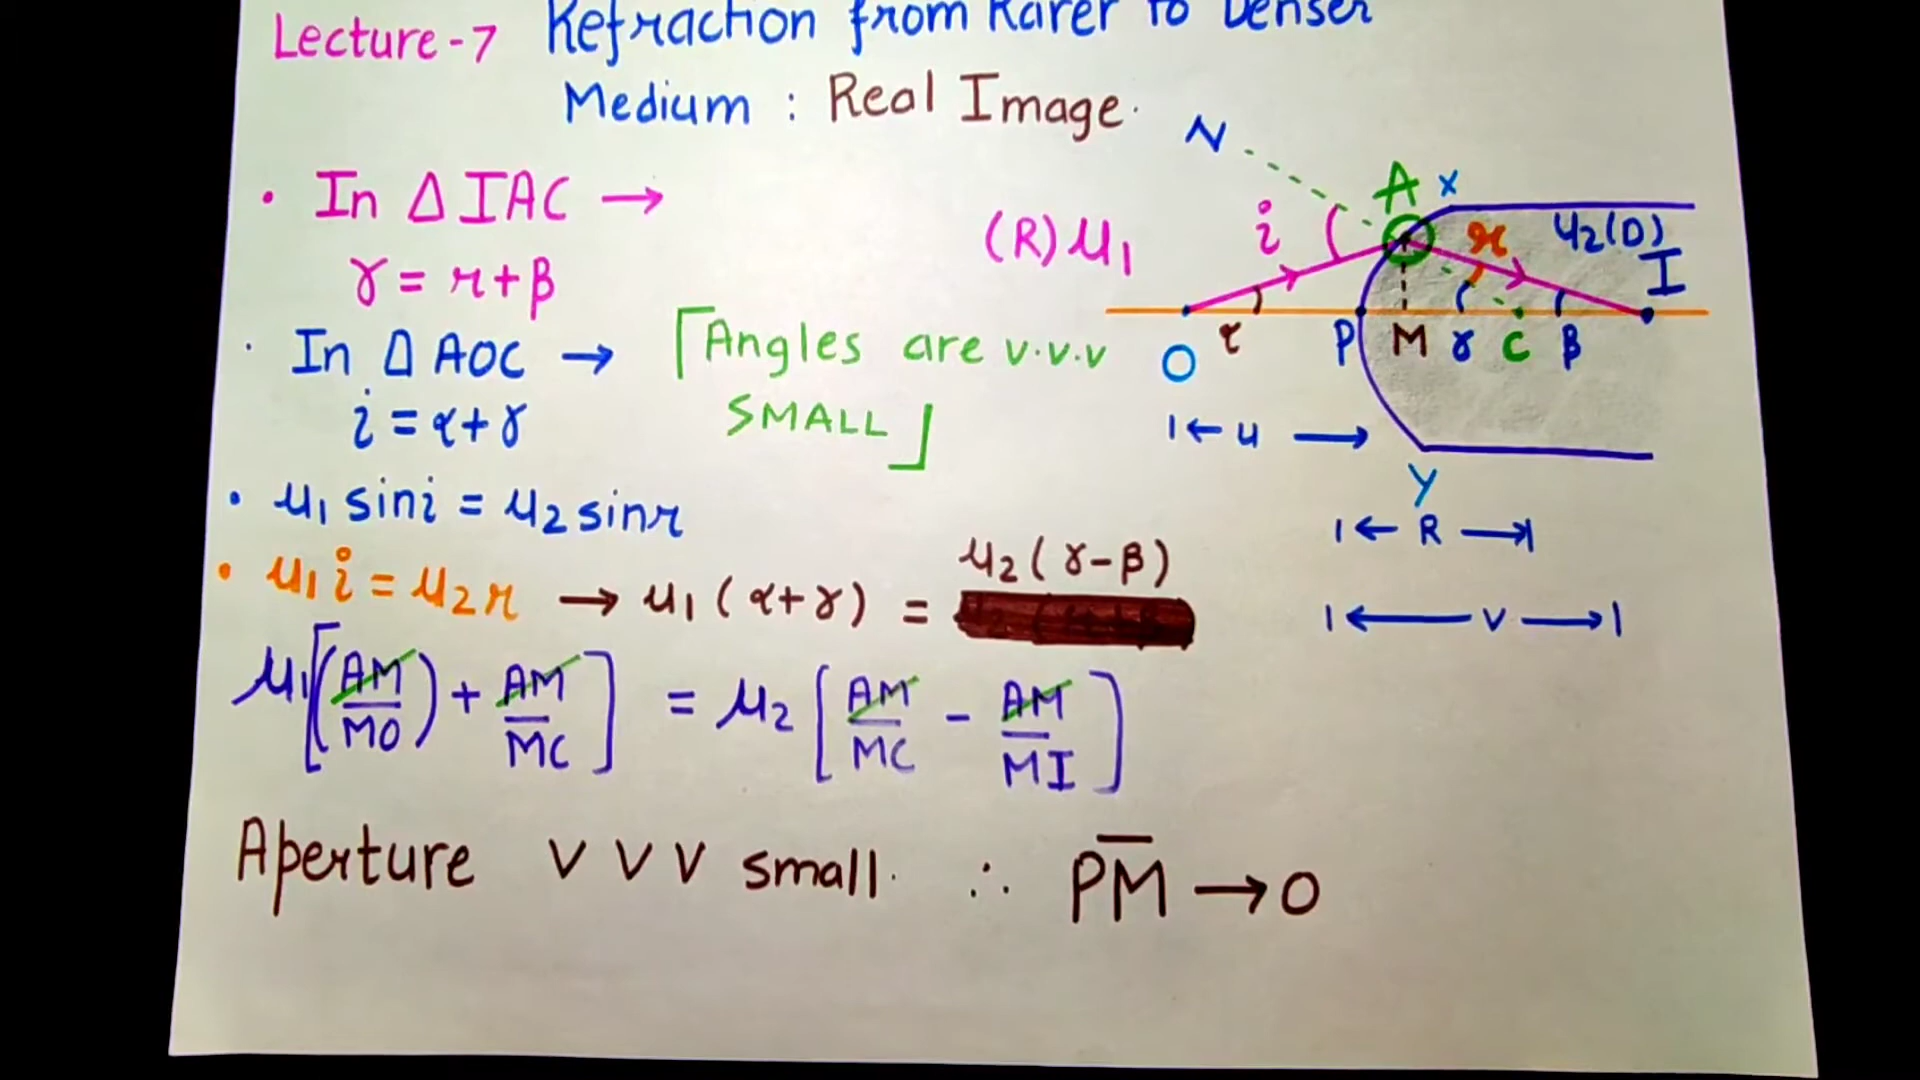 Lecture-7 Refraction from Rarer to Denser
Medium : Real Image.
• In Δ IAC →
γ = r+β
· In Δ AOC →
i = α+γ
[Angles are v.v.v
SMALL]
• μ1 sini = μ2 sinr
• μ1 i = μ2 r → μ1 (α+γ) = μ2 (γ-β)
μ1[(AM/MO) + AM/MC] = μ2 [AM/MC - AM/MI]
Aperture v v v small. ∴ PM → 0
N
A
x
(R) μ1
i
r
μ2(D)
I
O
α
P
M
γ
C
β
|← u →
Y
|← R →|
|← v →|